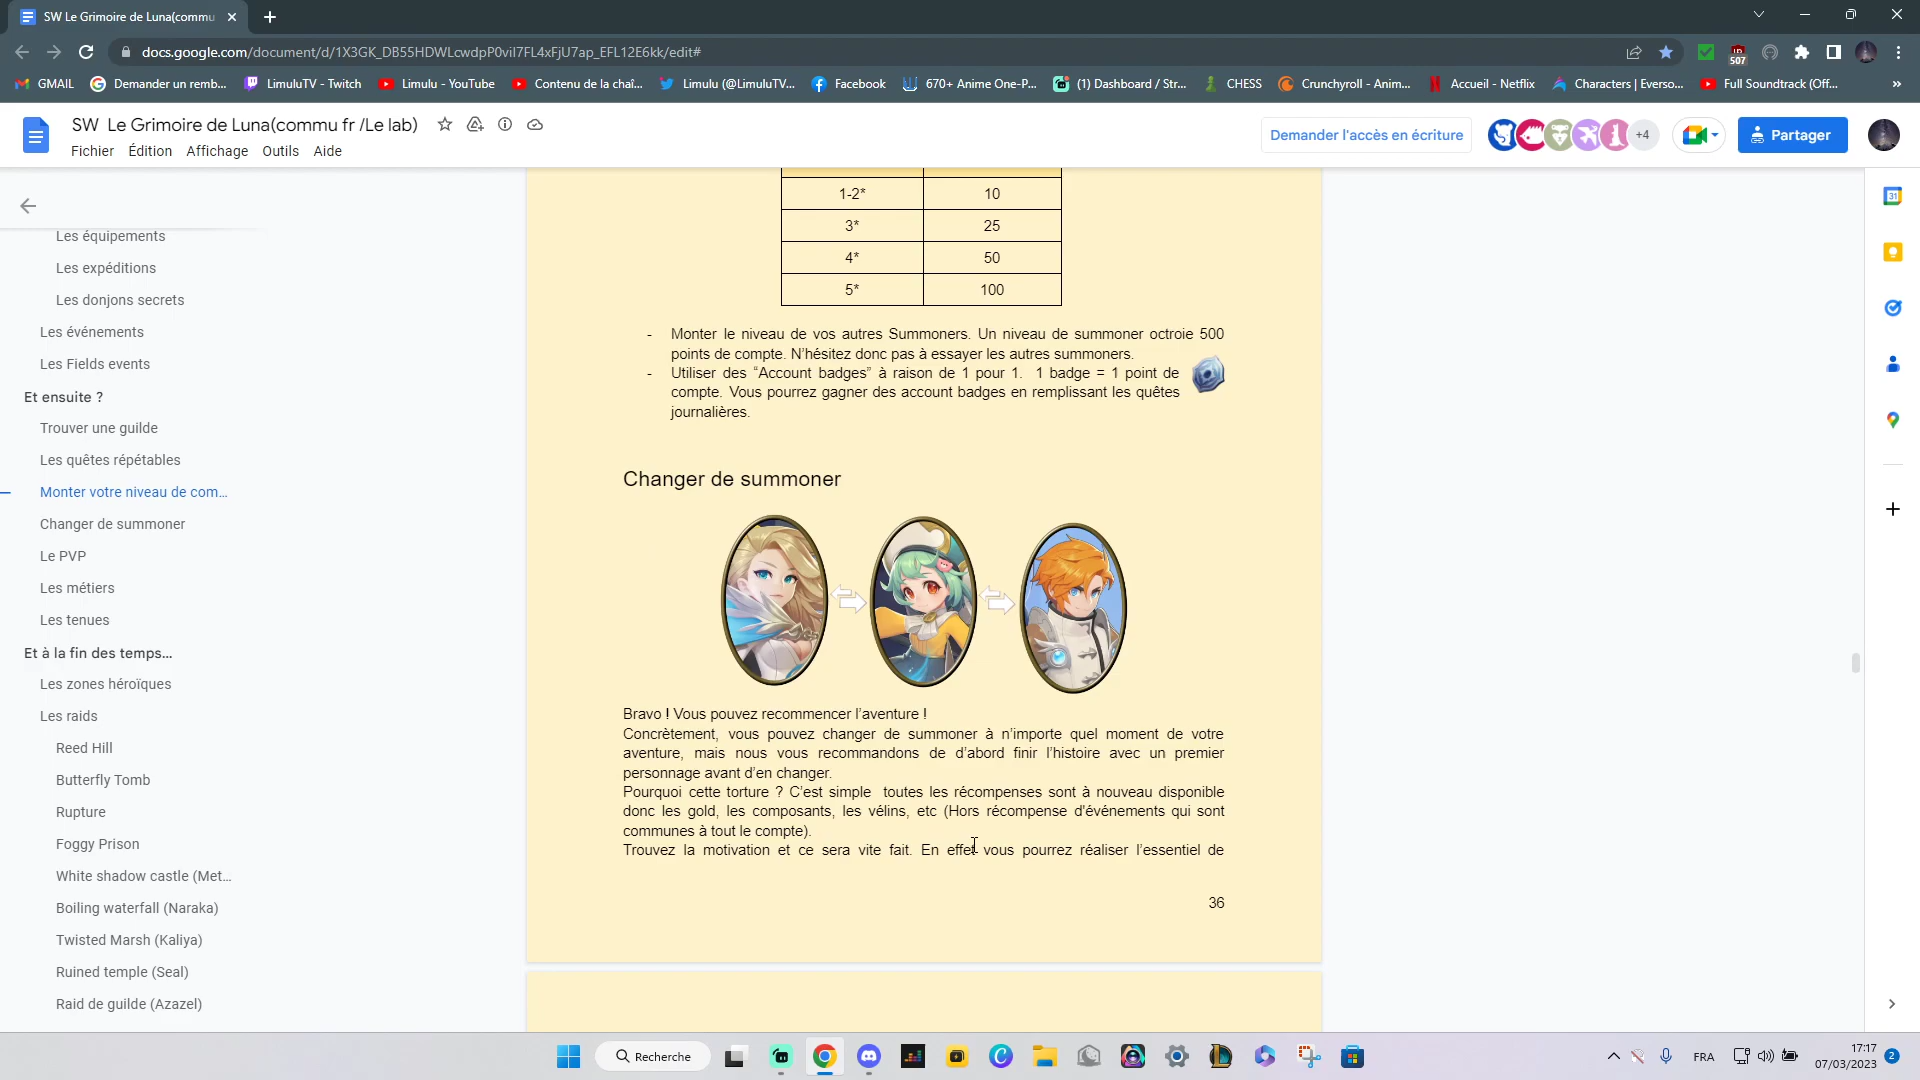 SW Le Grimoire de Luna(commu
docs.google.com/document/d/1X3GK_DB55HDWLcwdpP0viI7FL4xFjU7ap_EFL12E6kk/edit#
507
GMAIL
Demander un remb...
LimuluTV - Twitch
Limulu - YouTube
Contenu de la chaî...
Limulu (@LimuluTV...
Facebook
670+ Anime One-P...
(1) Dashboard / Str...
CHESS
Crunchyroll - Anim...
Accueil - Netflix
Characters | Everso...
Full Soundtrack (Off...
SW Le Grimoire de Luna(commu fr /Le lab)
Fichier Édition Affichage Outils Aide
Demander l'accès en écriture
+4
Partager
Les équipements
Les expéditions
Les donjons secrets
Les événements
Les Fields events
Et ensuite ?
Trouver une guilde
Les quêtes répétables
Monter votre niveau de com...
Changer de summoner
Le PVP
Les métiers
Les tenues
Et à la fin des temps...
Les zones héroïques
Les raids
Reed Hill
Butterfly Tomb
Rupture
Foggy Prison
White shadow castle (Met...
Boiling waterfall (Naraka)
Twisted Marsh (Kaliya)
Ruined temple (Seal)
Raid de guilde (Azazel)
1-2* 10
3* 25
4* 50
5* 100
- Monter le niveau de vos autres Summoners. Un niveau de summoner octroie 500
points de compte. N'hésitez donc pas à essayer les autres summoners.
- Utiliser des “Account badges” à raison de 1 pour 1. 1 badge = 1 point de
compte. Vous pourrez gagner des account badges en remplissant les quêtes
journalières.
Changer de summoner
Bravo ! Vous pouvez recommencer l'aventure !
Concrètement, vous pouvez changer de summoner à n'importe quel moment de votre
aventure, mais nous vous recommandons de d'abord finir l'histoire avec un premier
personnage avant d'en changer.
Pourquoi cette torture ? C'est simple toutes les récompenses sont à nouveau disponible
donc les gold, les composants, les vélins, etc (Hors récompense d'événements qui sont
communes à tout le compte).
Trouvez la motivation et ce sera vite fait. En effet vous pourrez réaliser l'essentiel de
36
Recherche
FRA
17:17
07/03/2023
2